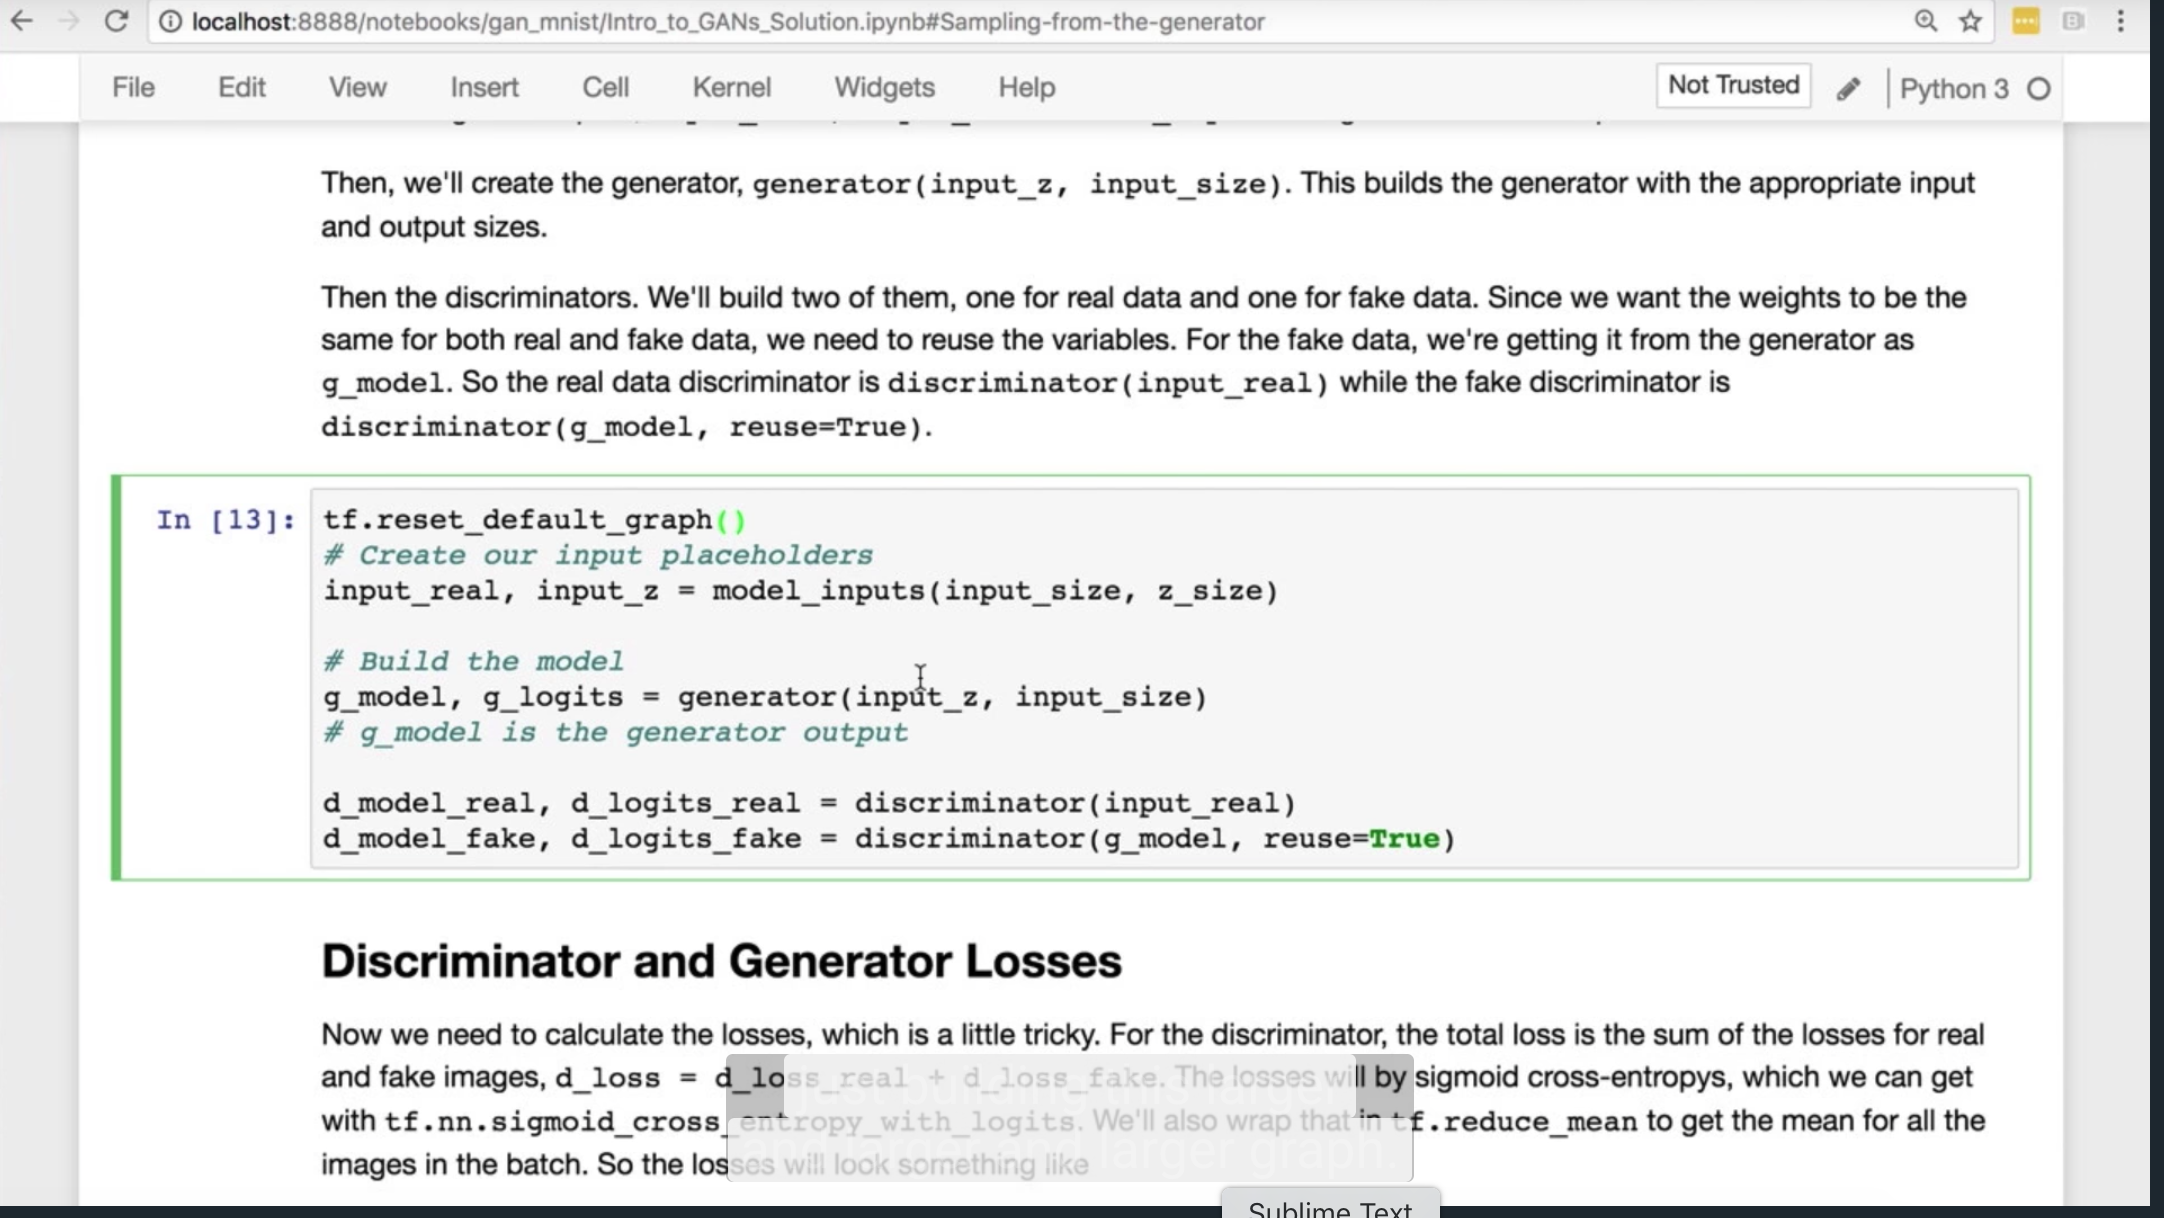 localhost:8888/notebooks/gan_mnist/Intro_to_GANs_Solution.ipynb#Sampling-from-the-generator
File Edit View Insert Cell Kernel Widgets Help Not Trusted Python 3
Then, we'll create the generator, generator(input_z, input_size). This builds the generator with the appropriate input
and output sizes.
Then the discriminators. We'll build two of them, one for real data and one for fake data. Since we want the weights to be the
same for both real and fake data, we need to reuse the variables. For the fake data, we're getting it from the generator as
g_model. So the real data discriminator is discriminator(input_real) while the fake discriminator is
discriminator(g_model, reuse=True).
In [13]: tf.reset_default_graph()
# Create our input placeholders
input_real, input_z = model_inputs(input_size, z_size)
# Build the model
g_model, g_logits = generator(input_z, input_size)
# g_model is the generator output
d_model_real, d_logits_real = discriminator(input_real)
d_model_fake, d_logits_fake = discriminator(g_model, reuse=True)
Discriminator and Generator Losses
Now we need to calculate the losses, which is a little tricky. For the discriminator, the total loss is the sum of the losses for real
and fake images, d_loss = d_loss_real + d_loss_fake. The losses will by sigmoid cross-entropys, which we can get
with tf.nn.sigmoid_cross_entropy_with_logits. We'll also wrap that in tf.reduce_mean to get the mean for all the
images in the batch. So the losses will look something like
just building this larger
and larger and larger graph.
Sublime Text